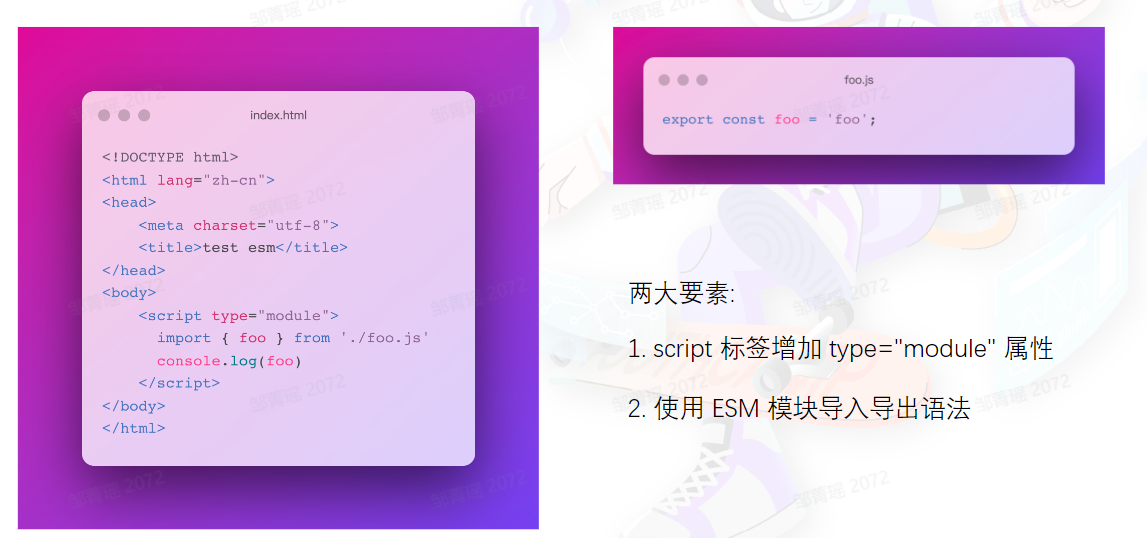 index.html
<!DOCTYPE html>
<html lang="zh-cn">
<head>
    <meta charset="utf-8">
    <title>test esm</title>
</head>
<body>
    <script type="module">
      import { foo } from './foo.js'
      console.log(foo)
    </script>
</body>
</html>
foo.js
export const foo = 'foo';
两大要素:
1. script 标签增加 type="module" 属性
2. 使用 ESM 模块导入导出语法
邹菁瑶 2072